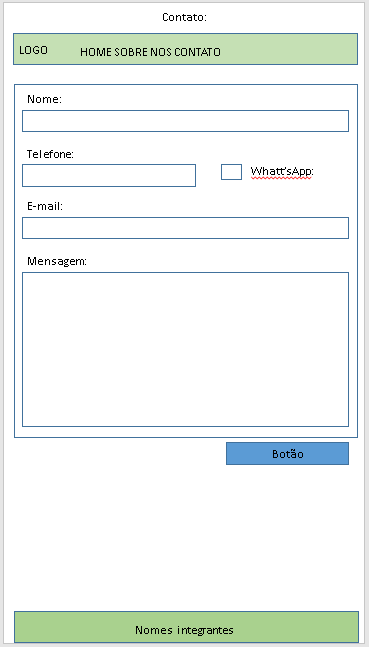 Contato:
LOGO HOME SOBRE NOS CONTATO
Nome:
Telefone: Whatt'sApp:
E-mail:
Mensagem:
Botão
Nomes integrantes